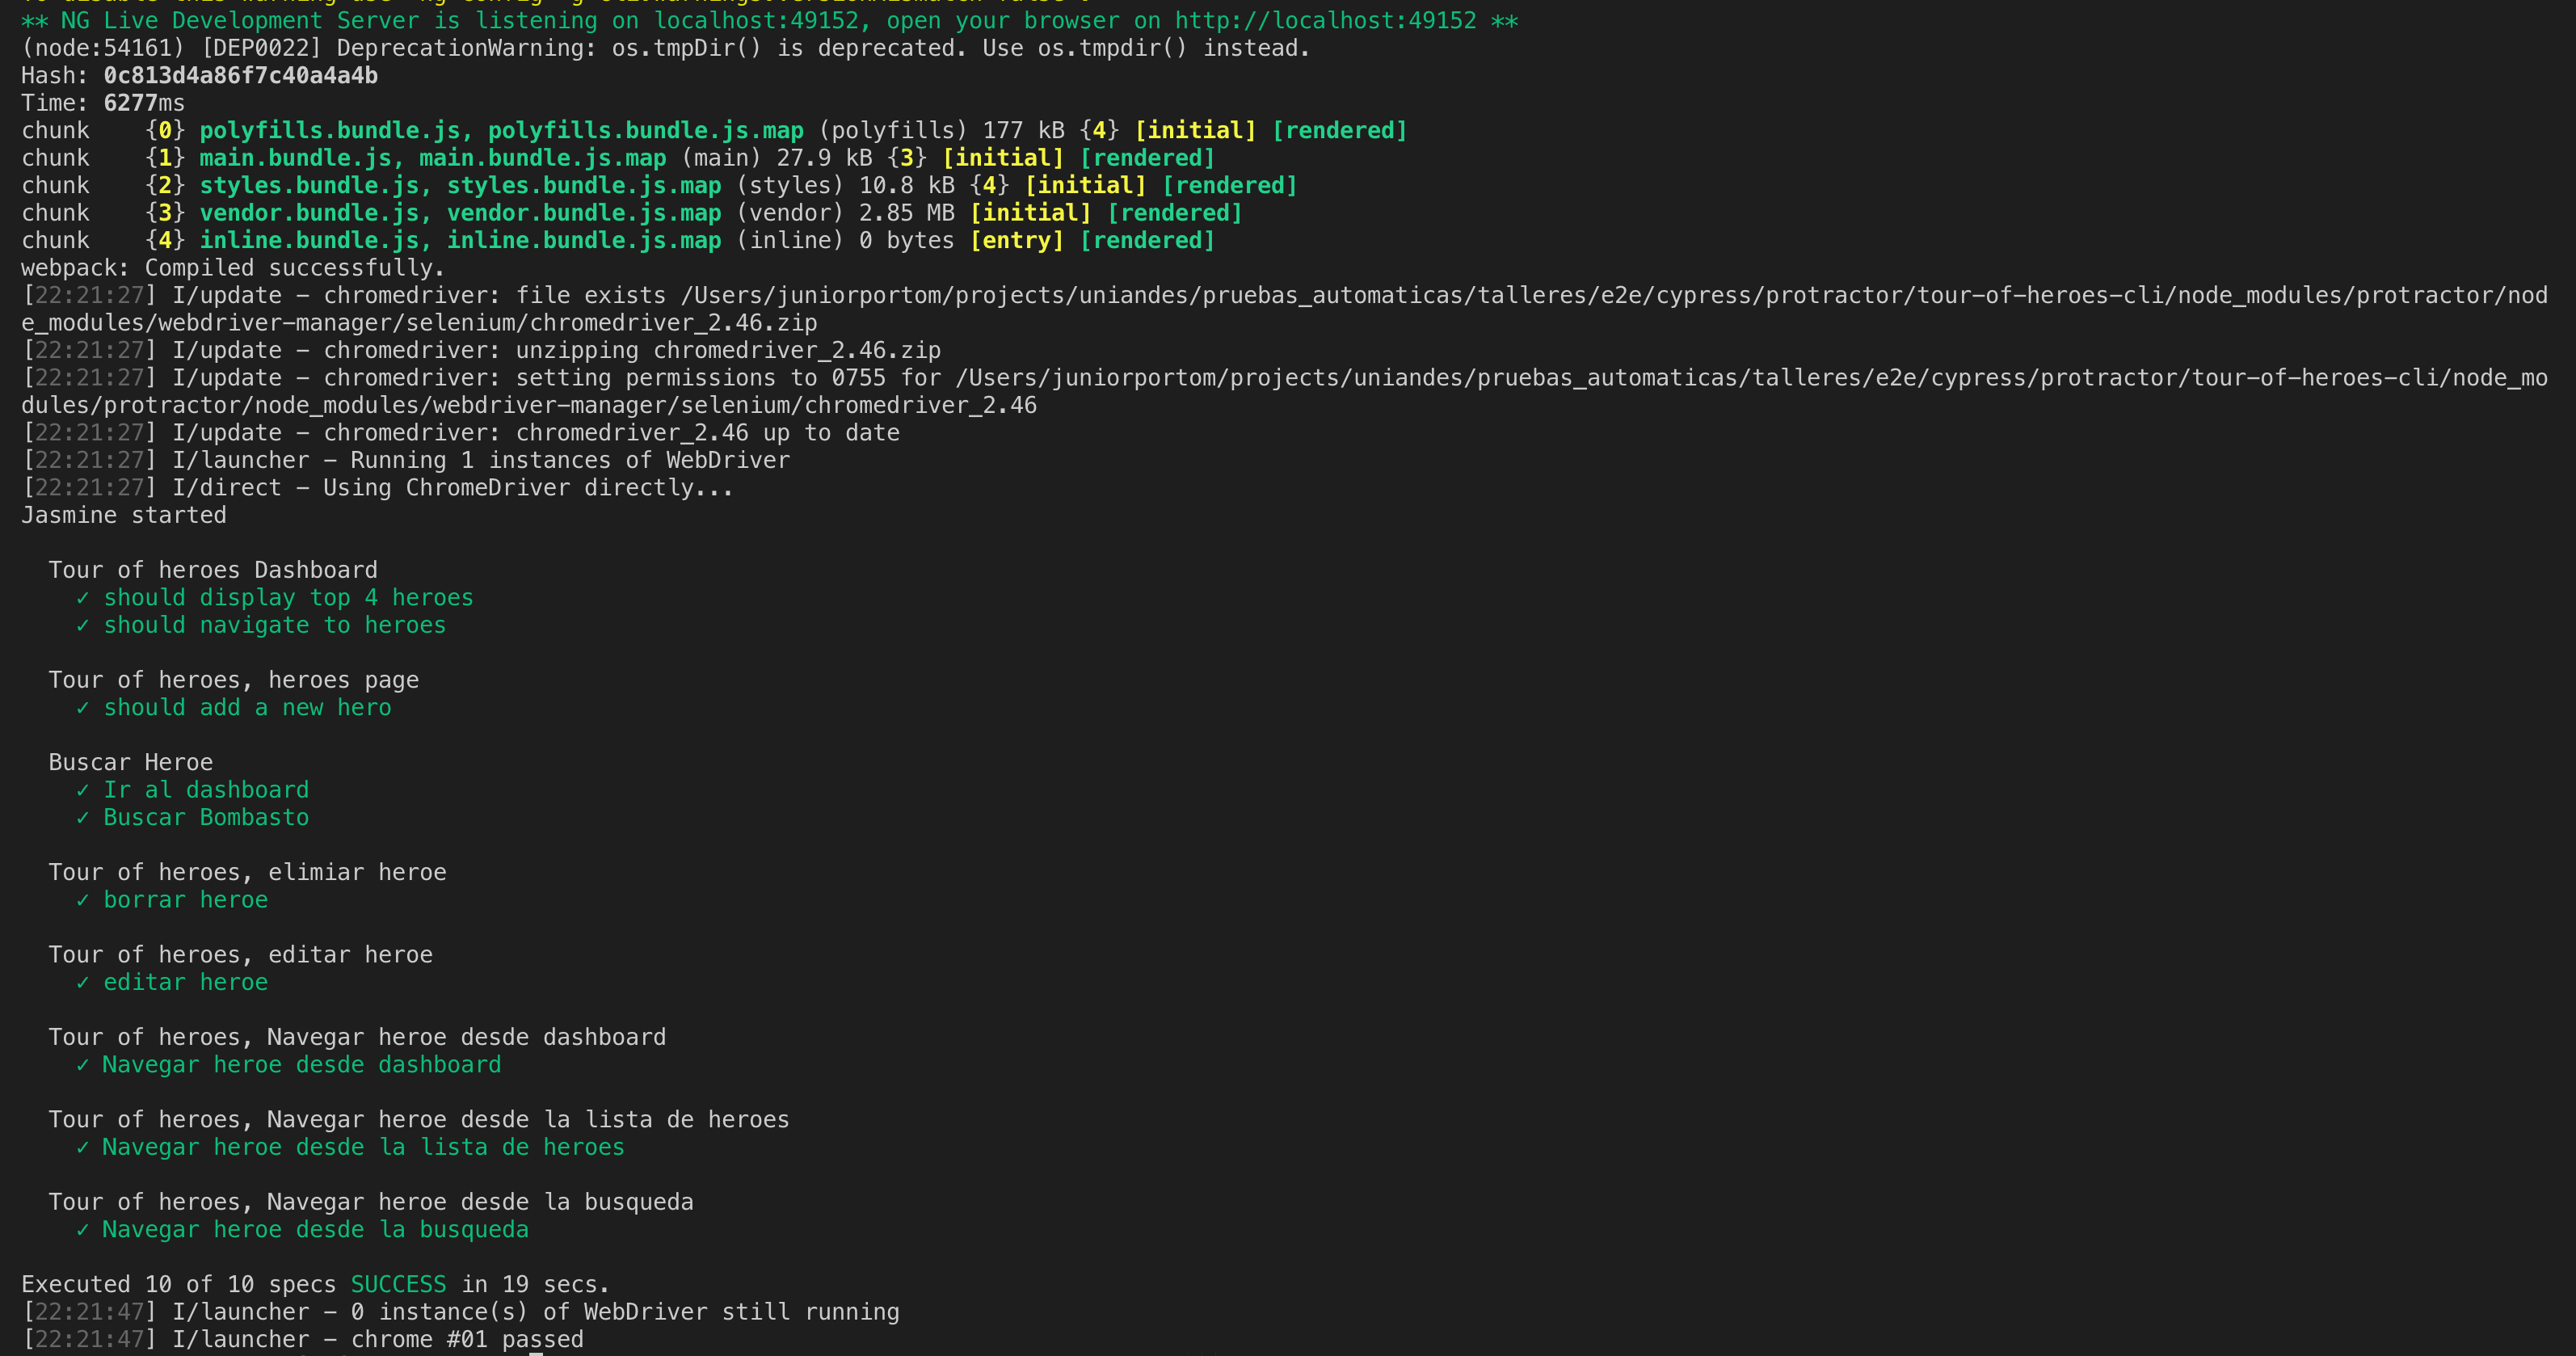 ** NG Live Development Server is listening on localhost:49152, open your browser on http://localhost:49152 **
(node:54161) [DEP0022] DeprecationWarning: os.tmpDir() is deprecated. Use os.tmpdir() instead.
Hash: 0c813d4a86f7c40a4a4b
Time: 6277ms
chunk    {0} polyfills.bundle.js, polyfills.bundle.js.map (polyfills) 177 kB {4} [initial] [rendered]
chunk    {1} main.bundle.js, main.bundle.js.map (main) 27.9 kB {3} [initial] [rendered]
chunk    {2} styles.bundle.js, styles.bundle.js.map (styles) 10.8 kB {4} [initial] [rendered]
chunk    {3} vendor.bundle.js, vendor.bundle.js.map (vendor) 2.85 MB [initial] [rendered]
chunk    {4} inline.bundle.js, inline.bundle.js.map (inline) 0 bytes [entry] [rendered]
webpack: Compiled successfully.
[22:21:27] I/update - chromedriver: file exists /Users/juniorportom/projects/uniandes/pruebas_automaticas/talleres/e2e/cypress/protractor/tour-of-heroes-cli/node_modules/protractor/nod
e_modules/webdriver-manager/selenium/chromedriver_2.46.zip
[22:21:27] I/update - chromedriver: unzipping chromedriver_2.46.zip
[22:21:27] I/update - chromedriver: setting permissions to 0755 for /Users/juniorportom/projects/uniandes/pruebas_automaticas/talleres/e2e/cypress/protractor/tour-of-heroes-cli/node_mo
dules/protractor/node_modules/webdriver-manager/selenium/chromedriver_2.46
[22:21:27] I/update - chromedriver: chromedriver_2.46 up to date
[22:21:27] I/launcher - Running 1 instances of WebDriver
[22:21:27] I/direct - Using ChromeDriver directly...
Jasmine started
Tour of heroes Dashboard
✓ should display top 4 heroes
✓ should navigate to heroes
Tour of heroes, heroes page
✓ should add a new hero
Buscar Heroe
✓ Ir al dashboard
✓ Buscar Bombasto
Tour of heroes, elimiar heroe
✓ borrar heroe
Tour of heroes, editar heroe
✓ editar heroe
Tour of heroes, Navegar heroe desde dashboard
✓ Navegar heroe desde dashboard
Tour of heroes, Navegar heroe desde la lista de heroes
✓ Navegar heroe desde la lista de heroes
Tour of heroes, Navegar heroe desde la busqueda
✓ Navegar heroe desde la busqueda
Executed 10 of 10 specs SUCCESS in 19 secs.
[22:21:47] I/launcher - 0 instance(s) of WebDriver still running
[22:21:47] I/launcher - chrome #01 passed